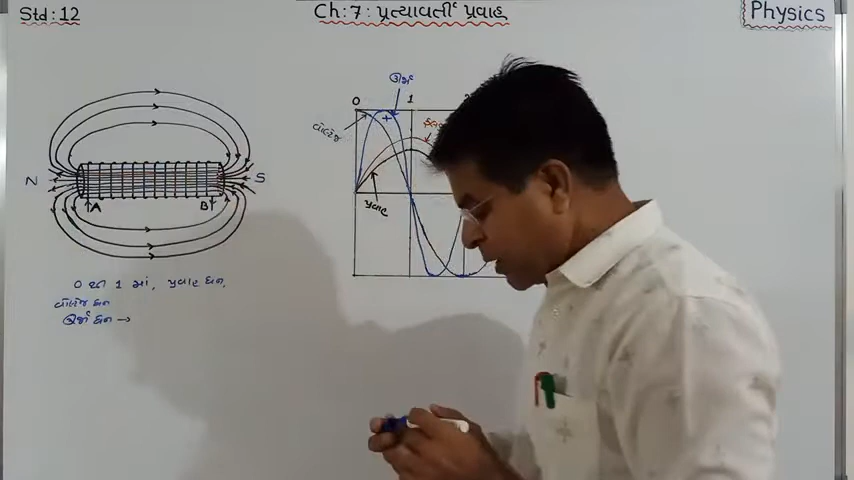 Std: 12
Ch: 7: પ્રત્યાવર્તી પ્રવાહ
Physics
N
S
A
B
0 થી 1 માં, પ્રવાહ ધન,
વોલ્ટેજ ધન
ઊર્જા ધન →
ઊર્જા
0
1
વોલ્ટેજ
+
પ્રવાહ